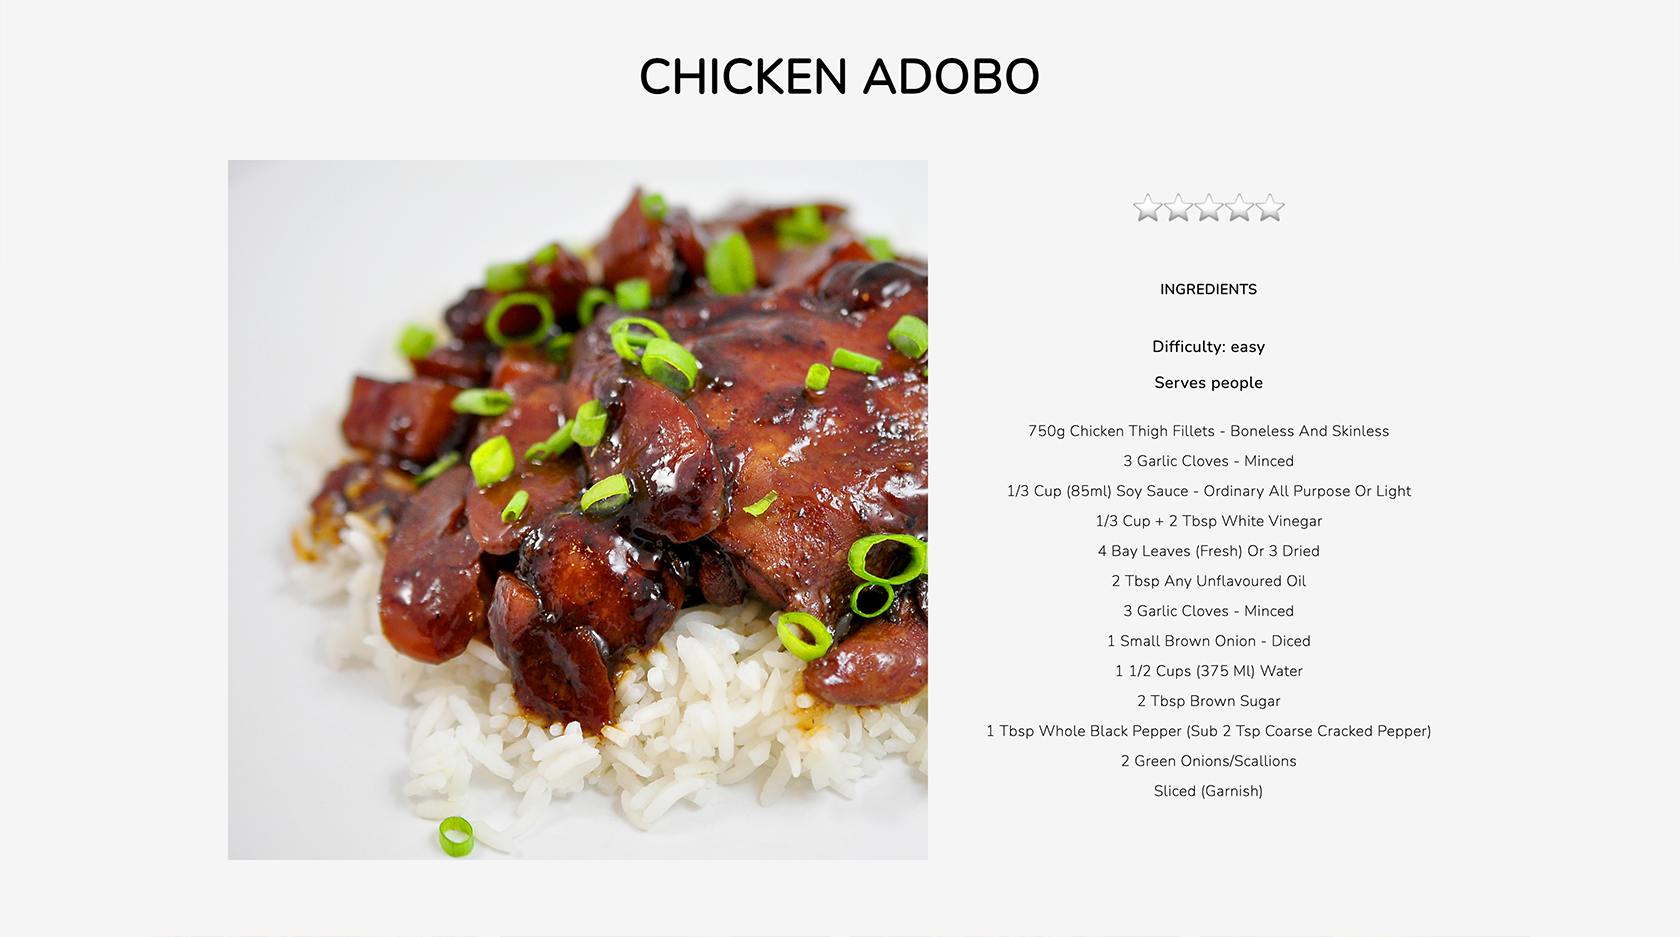 CHICKEN ADOBO
INGREDIENTS
Difficulty: easy
Serves people
750g Chicken Thigh Fillets - Boneless And Skinless
3 Garlic Cloves - Minced
1/3 Cup (85ml) Soy Sauce - Ordinary All Purpose Or Light
1/3 Cup + 2 Tbsp White Vinegar
4 Bay Leaves (Fresh) Or 3 Dried
2 Tbsp Any Unflavoured Oil
3 Garlic Cloves - Minced
1 Small Brown Onion - Diced
1 1/2 Cups (375 Ml) Water
2 Tbsp Brown Sugar
1 Tbsp Whole Black Pepper (Sub 2 Tsp Coarse Cracked Pepper)
2 Green Onions/Scallions
Sliced (Garnish)